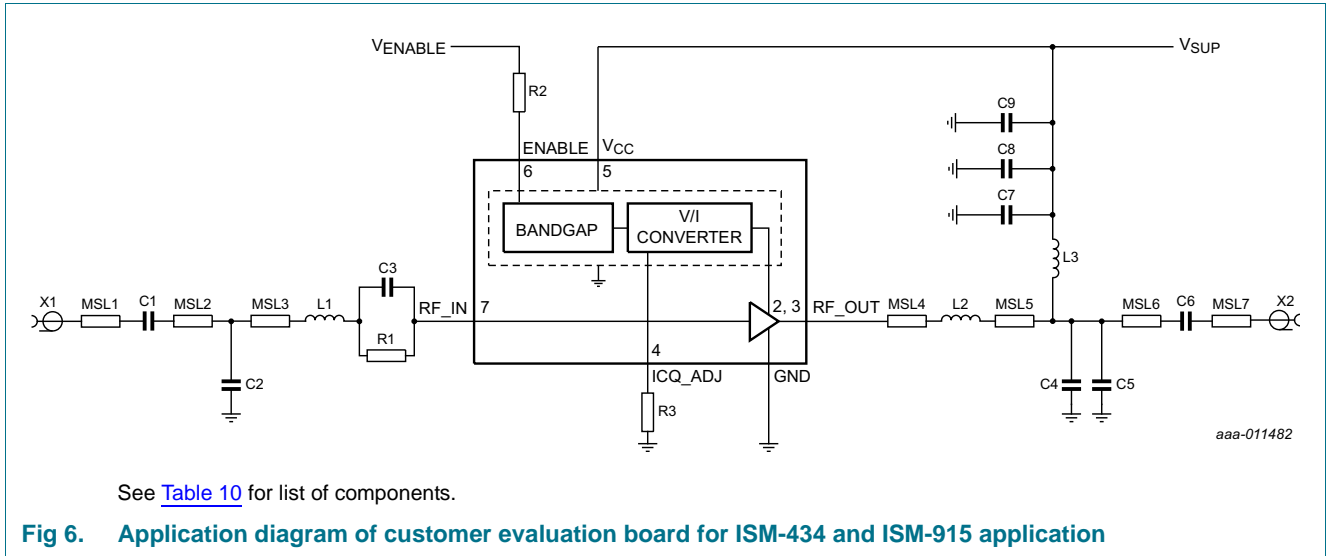 VENABLE
VSUP
R2
C9
ENABLE
VCC
C8
6
5
C7
BANDGAP
V/I
CONVERTER
L3
C3
X1
MSL1
C1
MSL2
MSL3
L1
RF_IN
7
2, 3
RF_OUT
MSL4
L2
MSL5
MSL6
C6
MSL7
X2
R1
4
ICQ_ADJ
GND
C2
C4
C5
R3
aaa-011482
See Table 10 for list of components.
Fig 6. Application diagram of customer evaluation board for ISM-434 and ISM-915 application